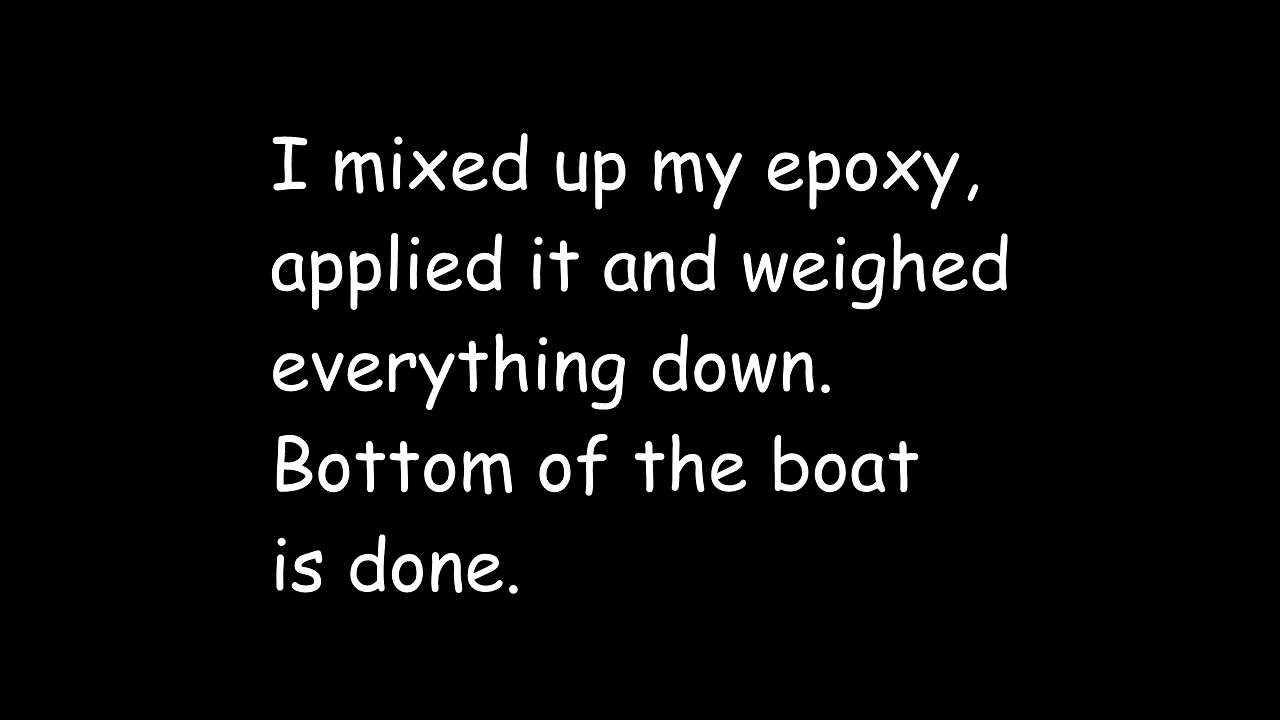 I mixed up my epoxy,
applied it and weighed
everything down.
Bottom of the boat
is done.